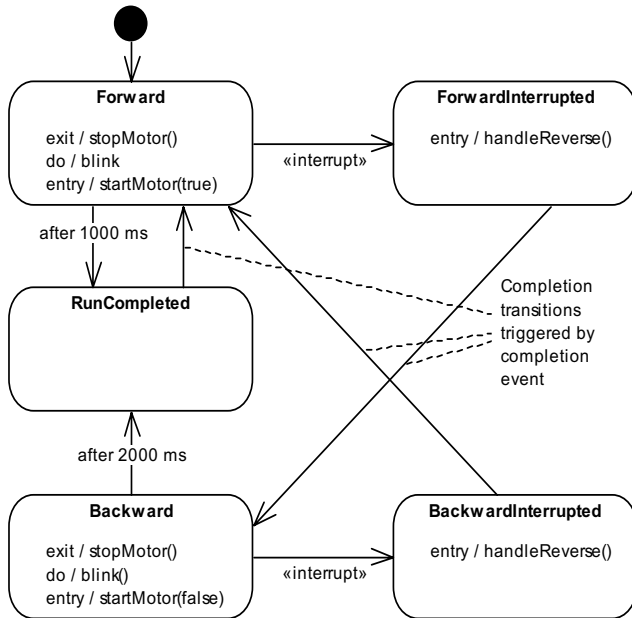 Forward
exit / stopMotor()
do / blink
entry / startMotor(true)
«interrupt»
ForwardInterrupted
entry / handleReverse()
after 1000 ms
RunCompleted
Completion
transitions
triggered by
completion
event
after 2000 ms
Backward
exit / stopMotor()
do / blink()
entry / startMotor(false)
«interrupt»
BackwardInterrupted
entry / handleReverse()